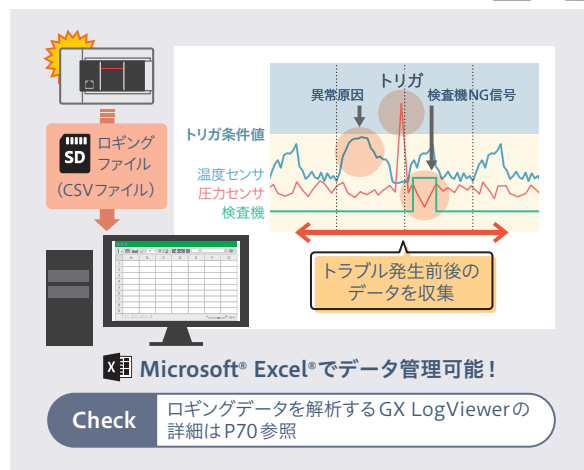 トリガ
異常原因
検査機NG信号
トリガ条件値
温度センサ
圧力センサ
検査機
SD
ロギング
ファイル
（CSVファイル）
トラブル発生前後の
データを収集
Microsoft® Excel®でデータ管理可能！
Check
ロギングデータを解析するGX LogViewerの
詳細はP70参照